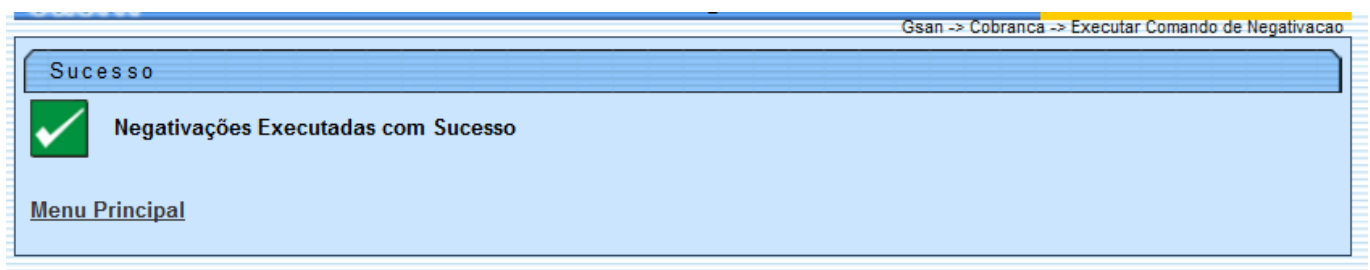 Gsan -> Cobranca -> Executar Comando de Negativacao
Sucesso
Negativações Executadas com Sucesso
Menu Principal